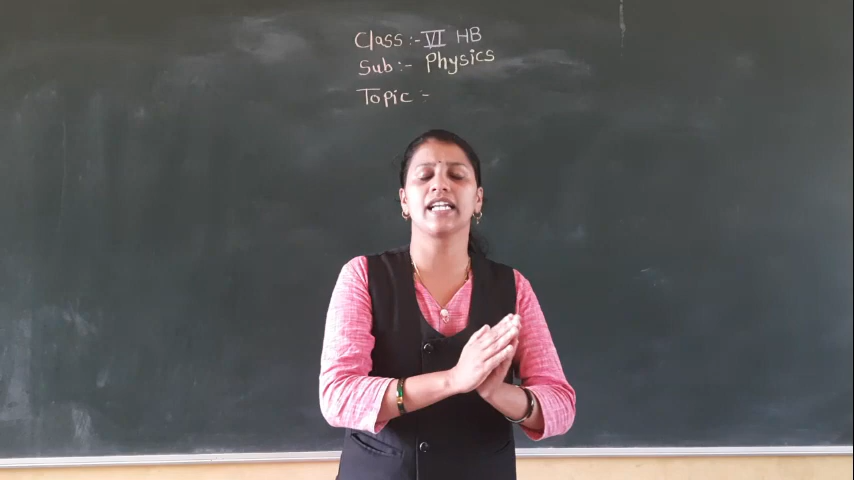 Class :- VI HB
Sub :- Physics
Topic :-